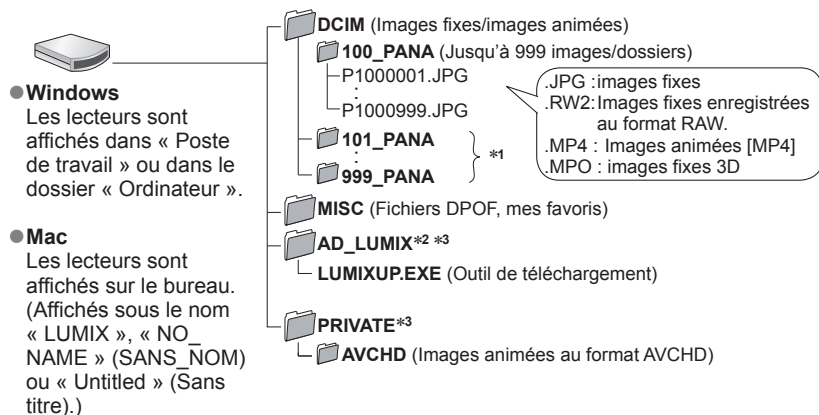 ●Windows
Les lecteurs sont
affichés dans « Poste
de travail » ou dans le
dossier « Ordinateur ».
●Mac
Les lecteurs sont
affichés sur le bureau.
(Affichés sous le nom
« LUMIX », « NO_
NAME » (SANS_NOM)
ou « Untitled » (Sans
titre).)
DCIM (Images fixes/images animées)
100_PANA (Jusqu'à 999 images/dossiers)
P1000001.JPG
:
P1000999.JPG
101_PANA
:
999_PANA
*1
.JPG :images fixes
.RW2:Images fixes enregistrées
au format RAW.
.MP4 : Images animées [MP4]
.MPO : images fixes 3D
MISC (Fichiers DPOF, mes favoris)
AD_LUMIX*2 *3
LUMIXUP.EXE (Outil de téléchargement)
PRIVATE*3
AVCHD (Images animées au format AVCHD)